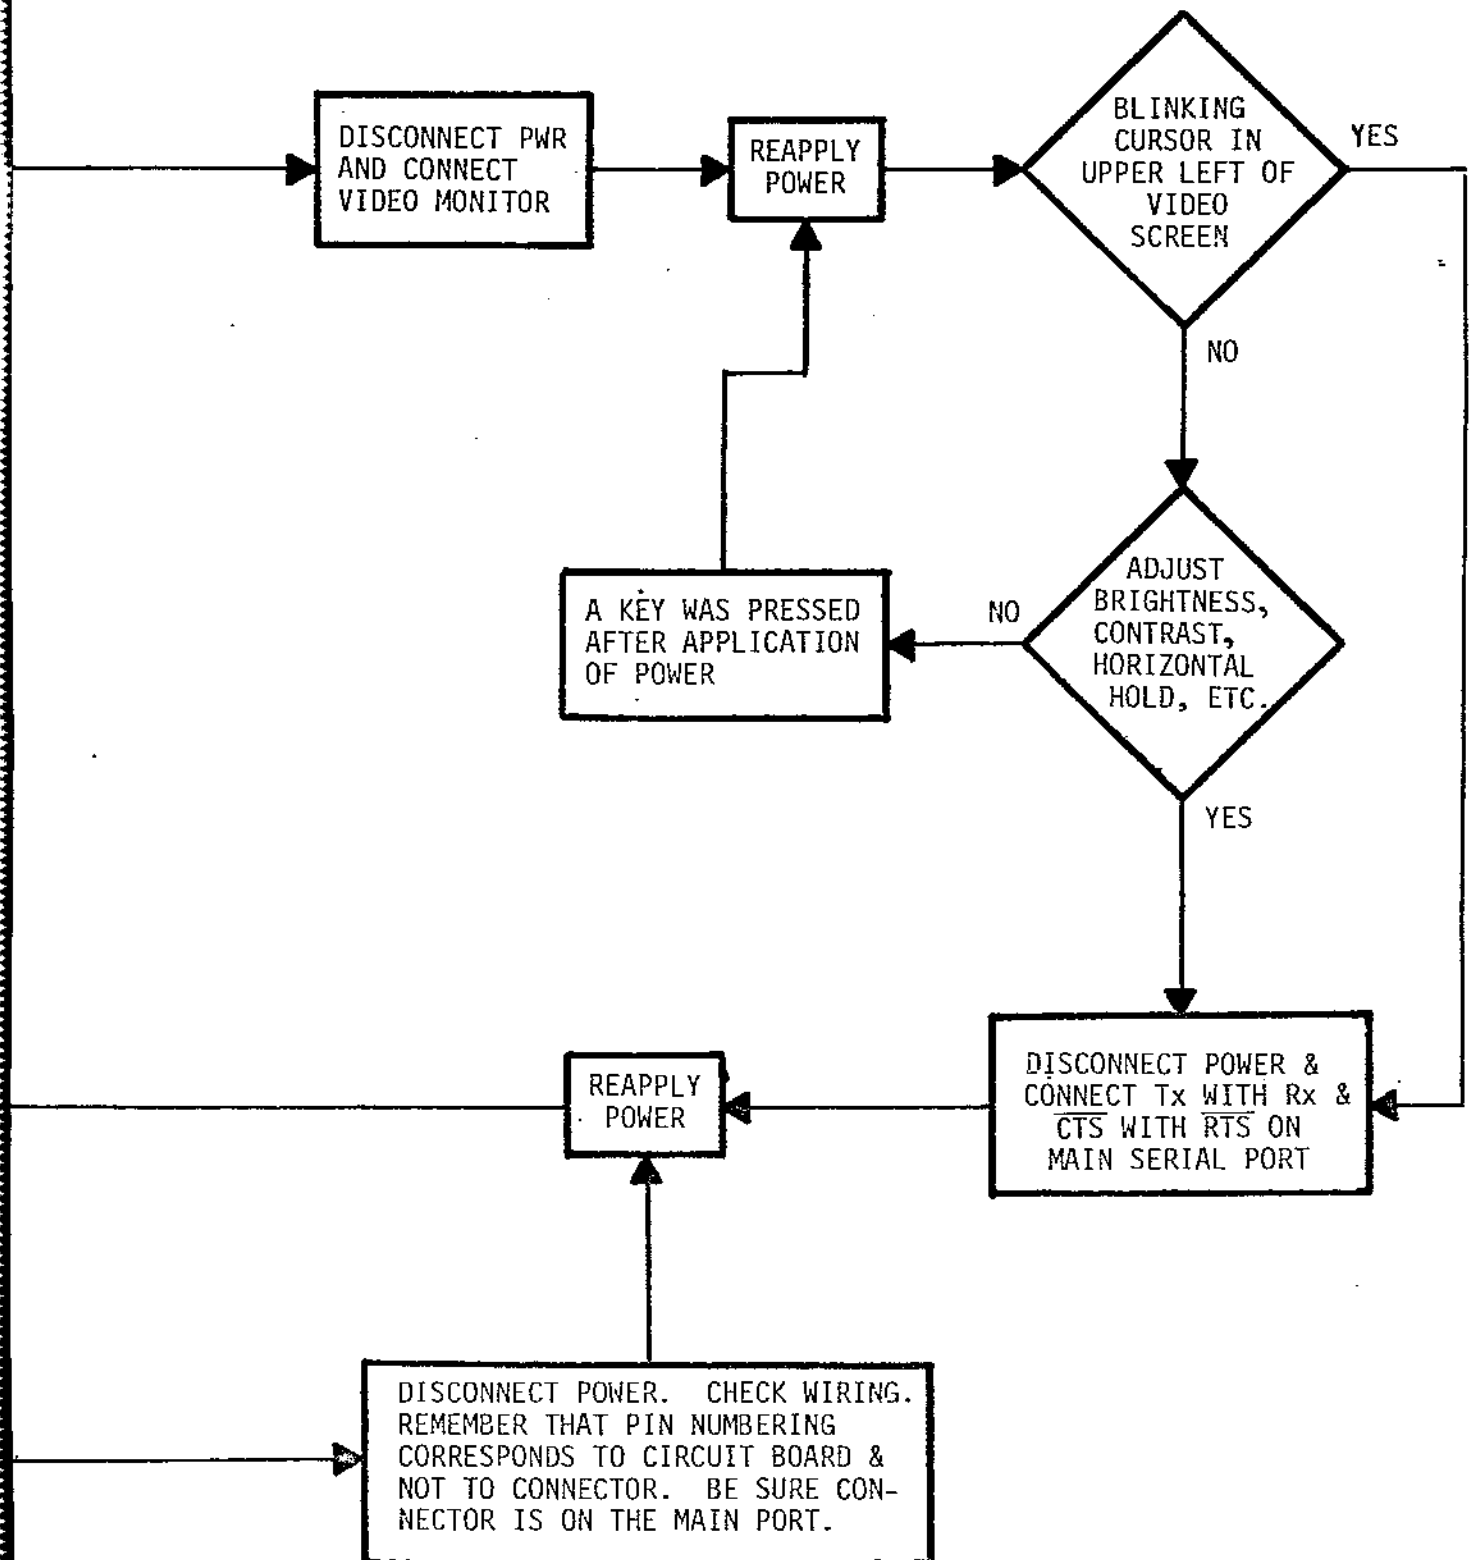 DISCONNECT PWR
AND CONNECT
VIDEO MONITOR
REAPPLY
POWER
BLINKING
CURSOR IN
UPPER LEFT OF
VIDEO
SCREEN
YES
NO
ADJUST
BRIGHTNESS,
CONTRAST,
HORIZONTAL
HOLD, ETC.
NO
A KEY WAS PRESSED
AFTER APPLICATION
OF POWER
YES
DISCONNECT POWER &
CONNECT Tx WITH Rx &
C̅T̅S̅ WITH R̅T̅S̅ ON
MAIN SERIAL PORT
REAPPLY
POWER
DISCONNECT POWER. CHECK WIRING.
REMEMBER THAT PIN NUMBERING
CORRESPONDS TO CIRCUIT BOARD &
NOT TO CONNECTOR. BE SURE CON-
NECTOR IS ON THE MAIN PORT.